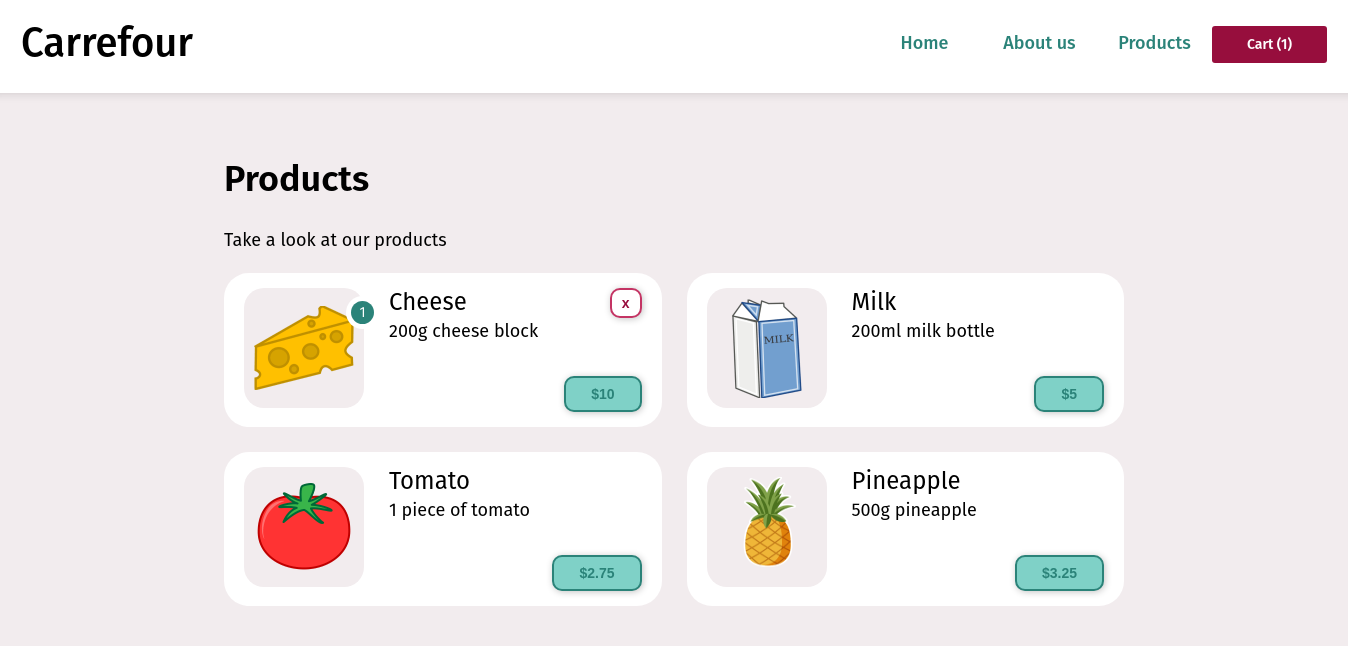 Carrefour
Home About us Products Cart (1)
Products
Take a look at our products
1
Cheese
x
200g cheese block
$10
Milk
200ml milk bottle
MILK
$5
Tomato
1 piece of tomato
$2.75
Pineapple
500g pineapple
$3.25